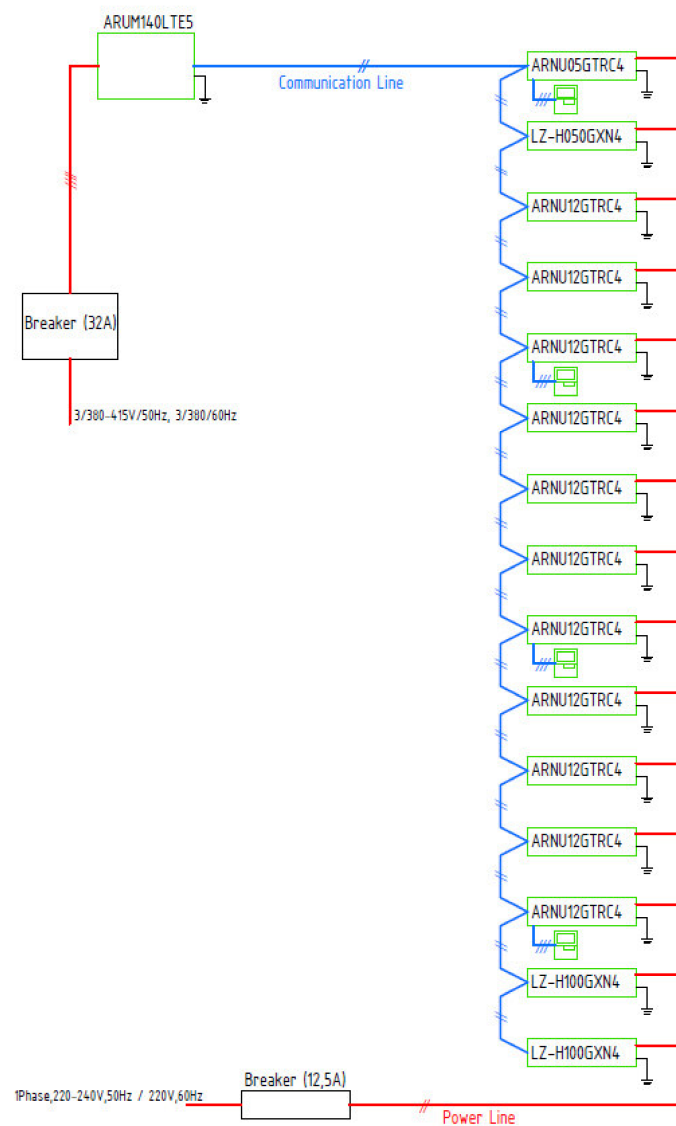 ARUM140LTE5
Communication Line
ARNU05GTRC4
LZ-H050GXN4
ARNU12GTRC4
ARNU12GTRC4
Breaker (32A)
ARNU12GTRC4
3/380-415V/50Hz, 3/380/60Hz
ARNU12GTRC4
ARNU12GTRC4
ARNU12GTRC4
ARNU12GTRC4
ARNU12GTRC4
ARNU12GTRC4
ARNU12GTRC4
ARNU12GTRC4
LZ-H100GXN4
LZ-H100GXN4
Breaker (12,5A)
1Phase,220-240V,50Hz / 220V,60Hz
Power Line